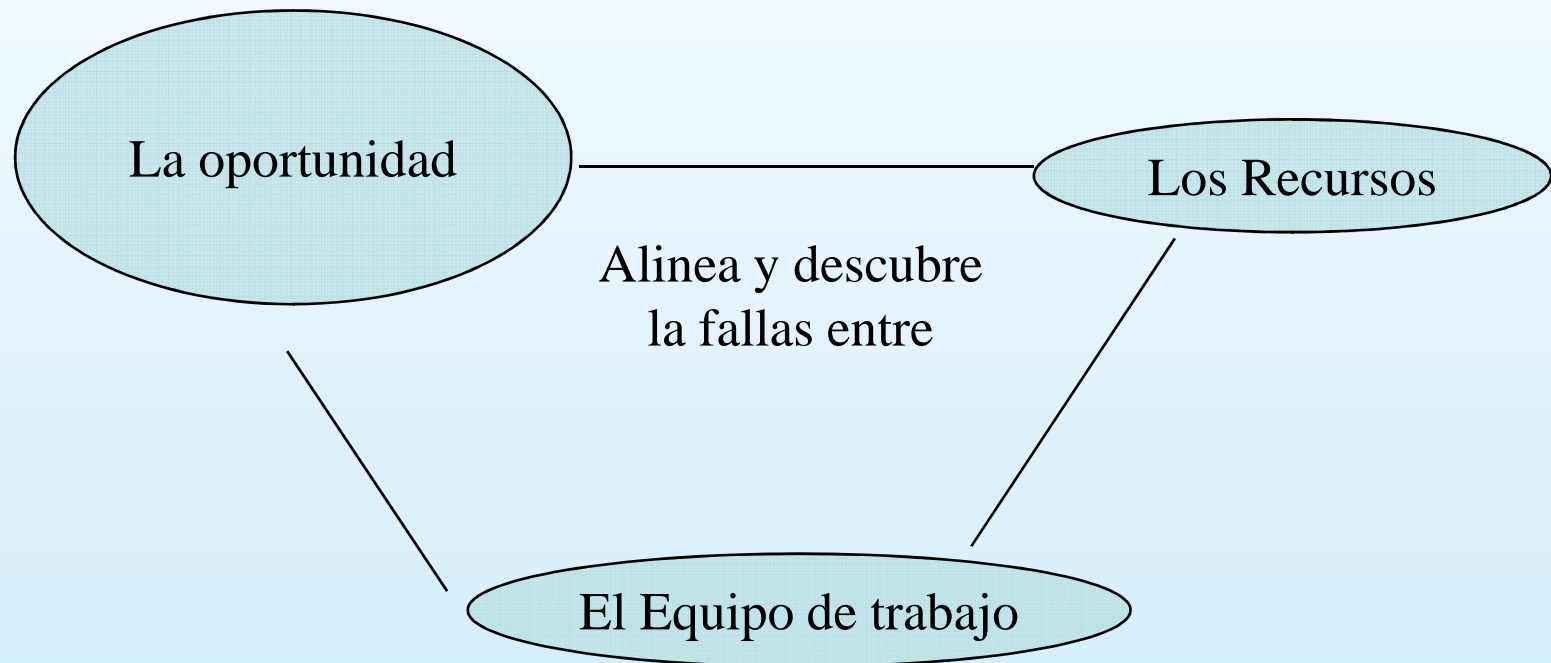 La oportunidad
Los Recursos
Alinea y descubre
la fallas entre
El Equipo de trabajo